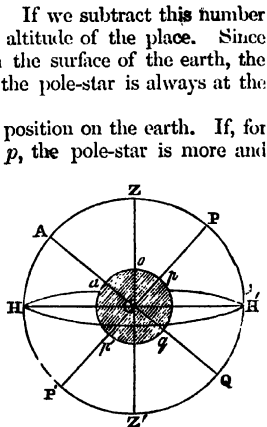 If we subtract this number
altitude of the place. Since
the surface of the earth, the
the pole-star is always at the
position on the earth. If, for
p, the pole-star is more and
Z
P
A
o
a
p
H
H'
p
q
P'
Q
Z'